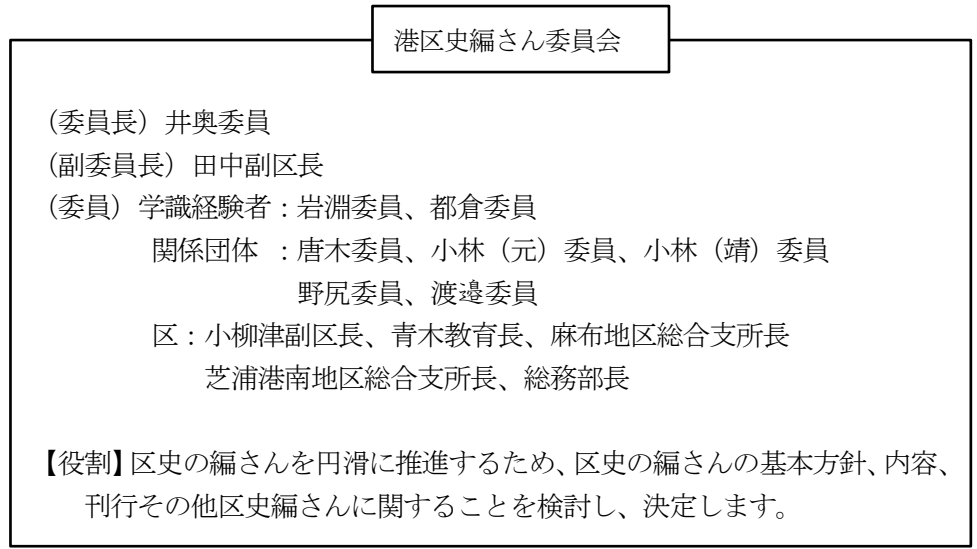 港区史編さん委員会
（委員長）井奥委員
（副委員長）田中副区長
（委員）学識経験者：岩淵委員、都倉委員
関係団体　：唐木委員、小林（元）委員、小林（靖）委員
野尻委員、渡邉委員
区：小柳津副区長、青木教育長、麻布地区総合支所長
芝浦港南地区総合支所長、総務部長
【役割】区史の編さんを円滑に推進するため、区史の編さんの基本方針、内容、
刊行その他区史編さんに関することを検討し、決定します。